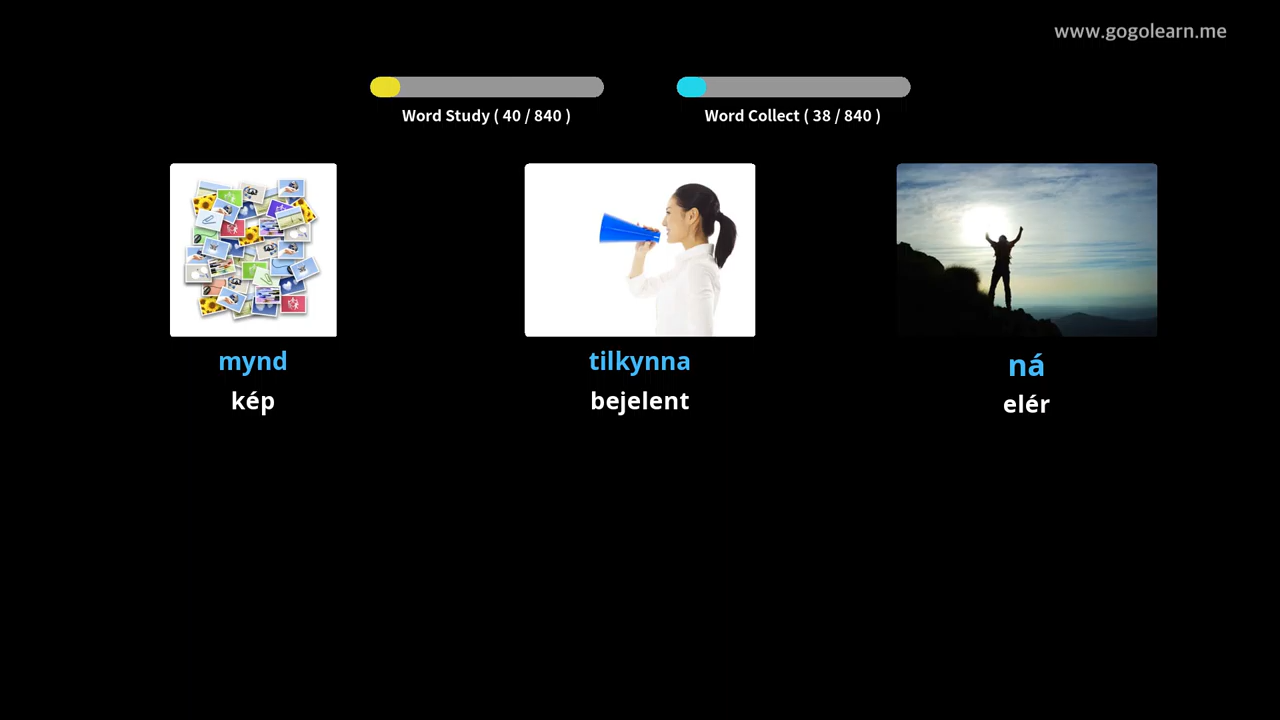 www.gogolearn.me
Word Study ( 40 / 840 )
Word Collect ( 38 / 840 )
mynd
kép
tilkynna
bejelent
ná
elér